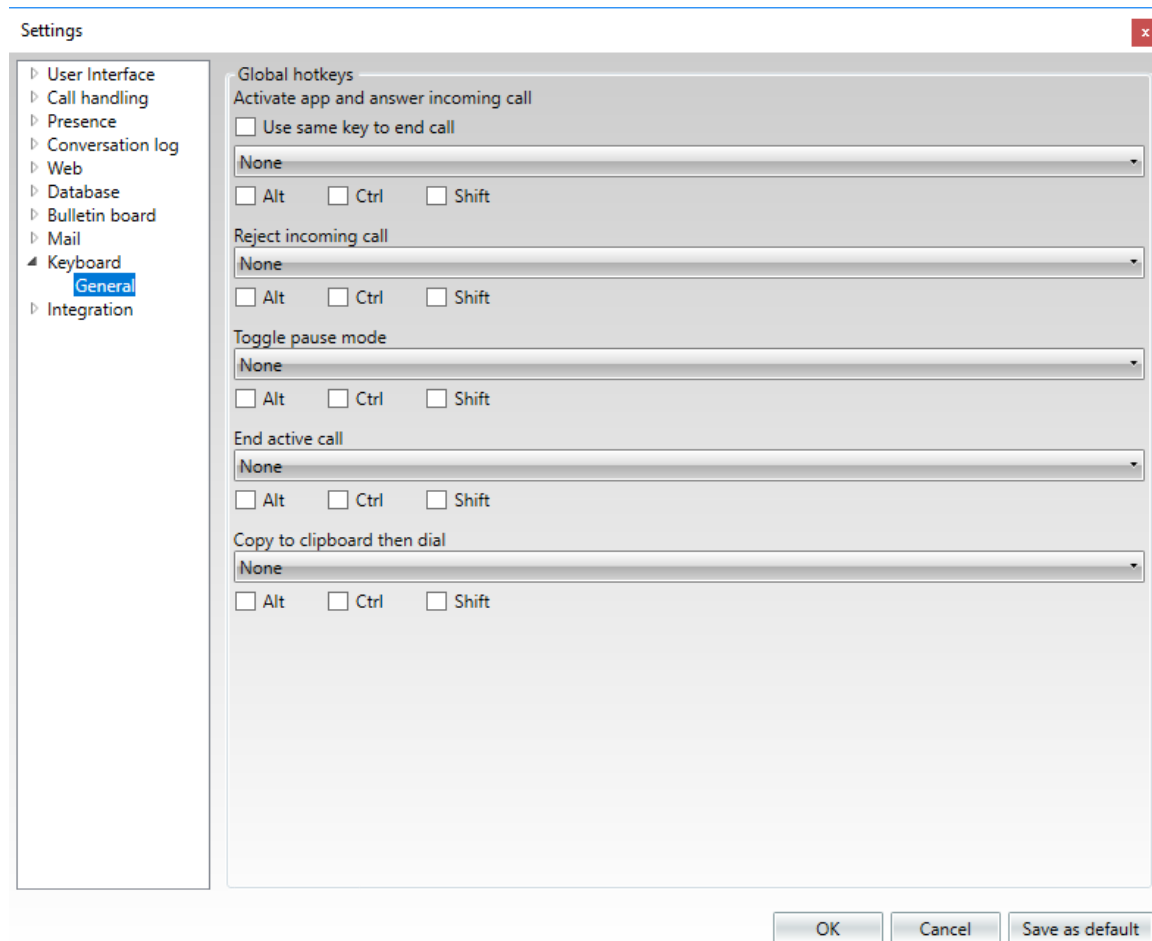 Settings
x
User Interface
Call handling
Presence
Conversation log
Web
Database
Bulletin board
Mail
Keyboard
General
Integration
Global hotkeys
Activate app and answer incoming call
Use same key to end call
None
Alt Ctrl Shift
Reject incoming call
None
Alt Ctrl Shift
Toggle pause mode
None
Alt Ctrl Shift
End active call
None
Alt Ctrl Shift
Copy to clipboard then dial
None
Alt Ctrl Shift
OK Cancel Save as default